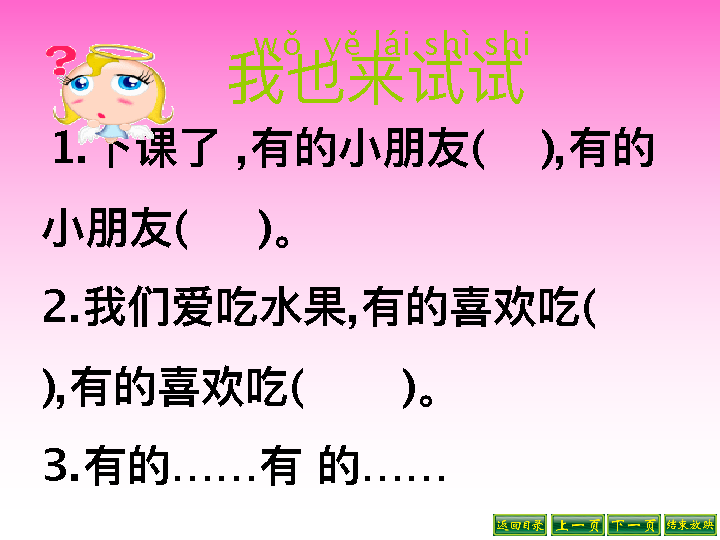 wǒ yě lái shì shi
我也来试试
?
1.下课了 ,有的小朋友(    ),有的
小朋友(     )。
2.我们爱吃水果,有的喜欢吃(
),有的喜欢吃(       )。
3.有的……有 的……
返回目录 上一页 下一页 结束放映